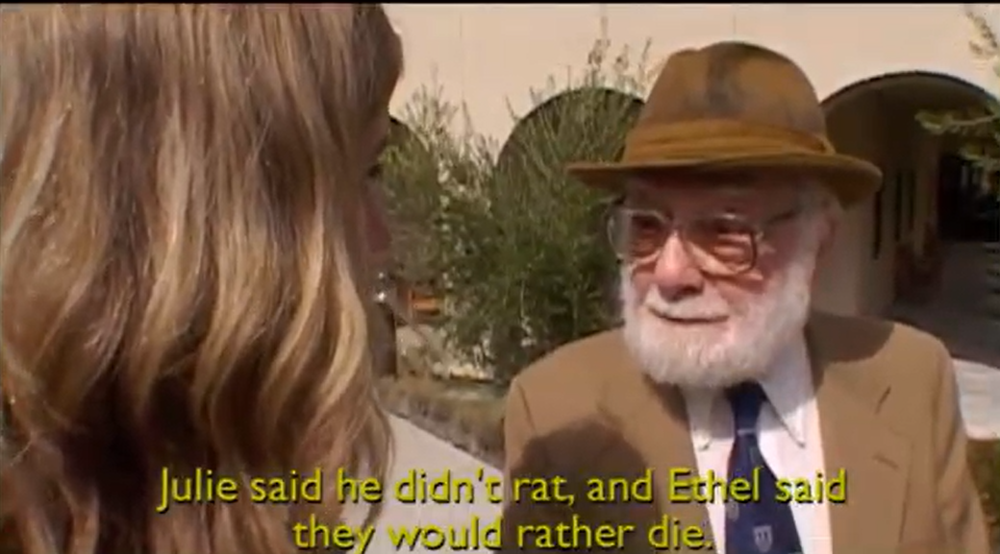 Julie said he didn't rat, and Ethel said
they would rather die.